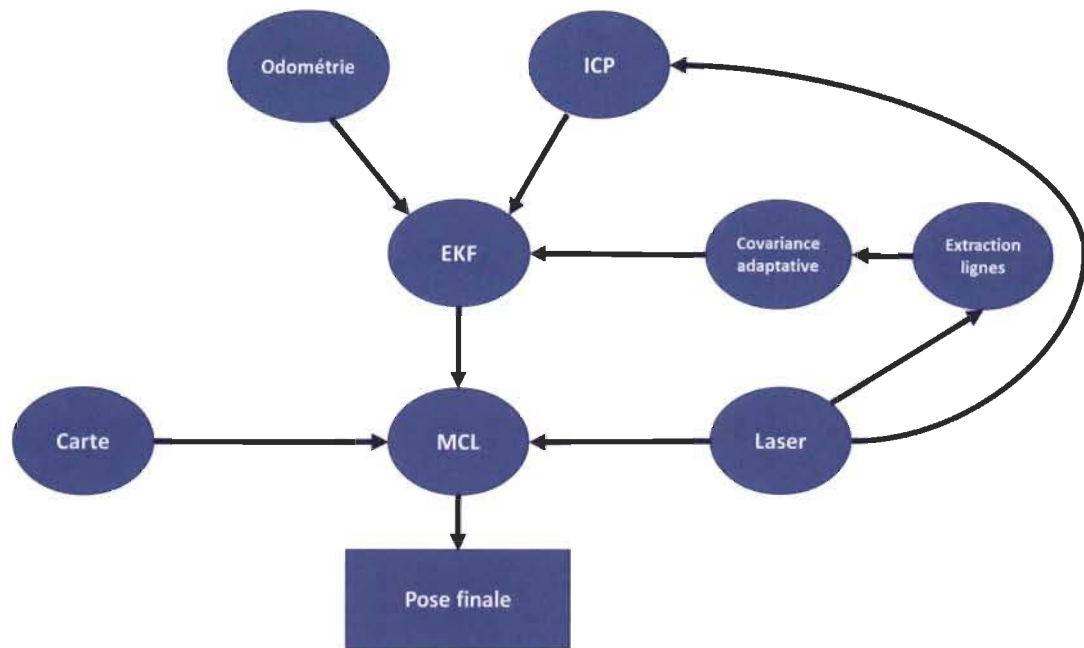 Odométrie
ICP
EKF
Covariance
adaptative
Extraction
lignes
Carte
MCL
Laser
Pose finale